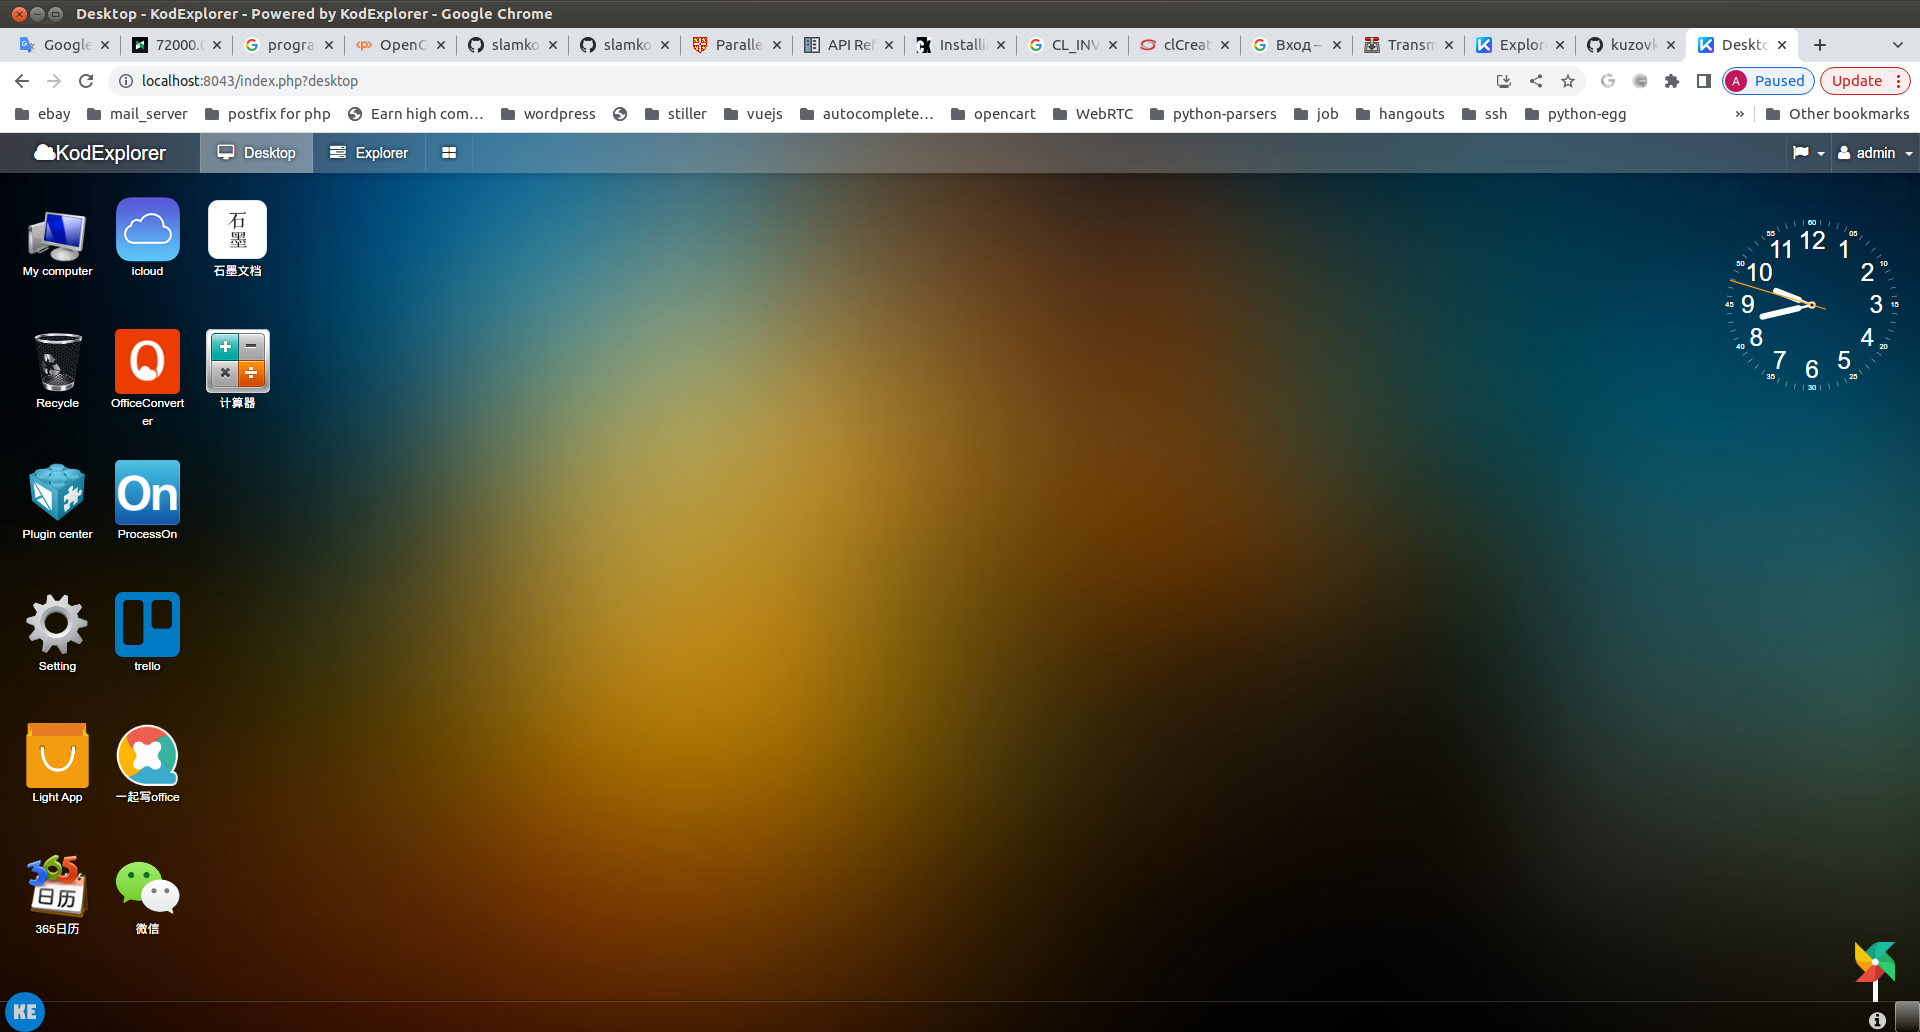 Desktop - KodExplorer - Powered by KodExplorer - Google Chrome
Google 72000. progra OpenC slamko slamko Paralle API Ref Installi CL_INV clCreat Вход – Transm Explor kuzovk Deskto
localhost:8043/index.php?desktop A Paused Update
ebay mail_server postfix for php Earn high com… wordpress stiller vuejs autocomplete… opencart WebRTC python-parsers job hangouts ssh python-egg » Other bookmarks
KodExplorer Desktop Explorer admin
My computer icloud 石墨文档
石墨
Recycle OfficeConverter 计算器
Plugin center ProcessOn
On
Setting trello
Light App 一起写office
365日历 微信
365
日历
60 05 10 15 20 25 30 35 40 45 50 55
12 1 2 3 4 5 6 7 8 9 10 11
KE